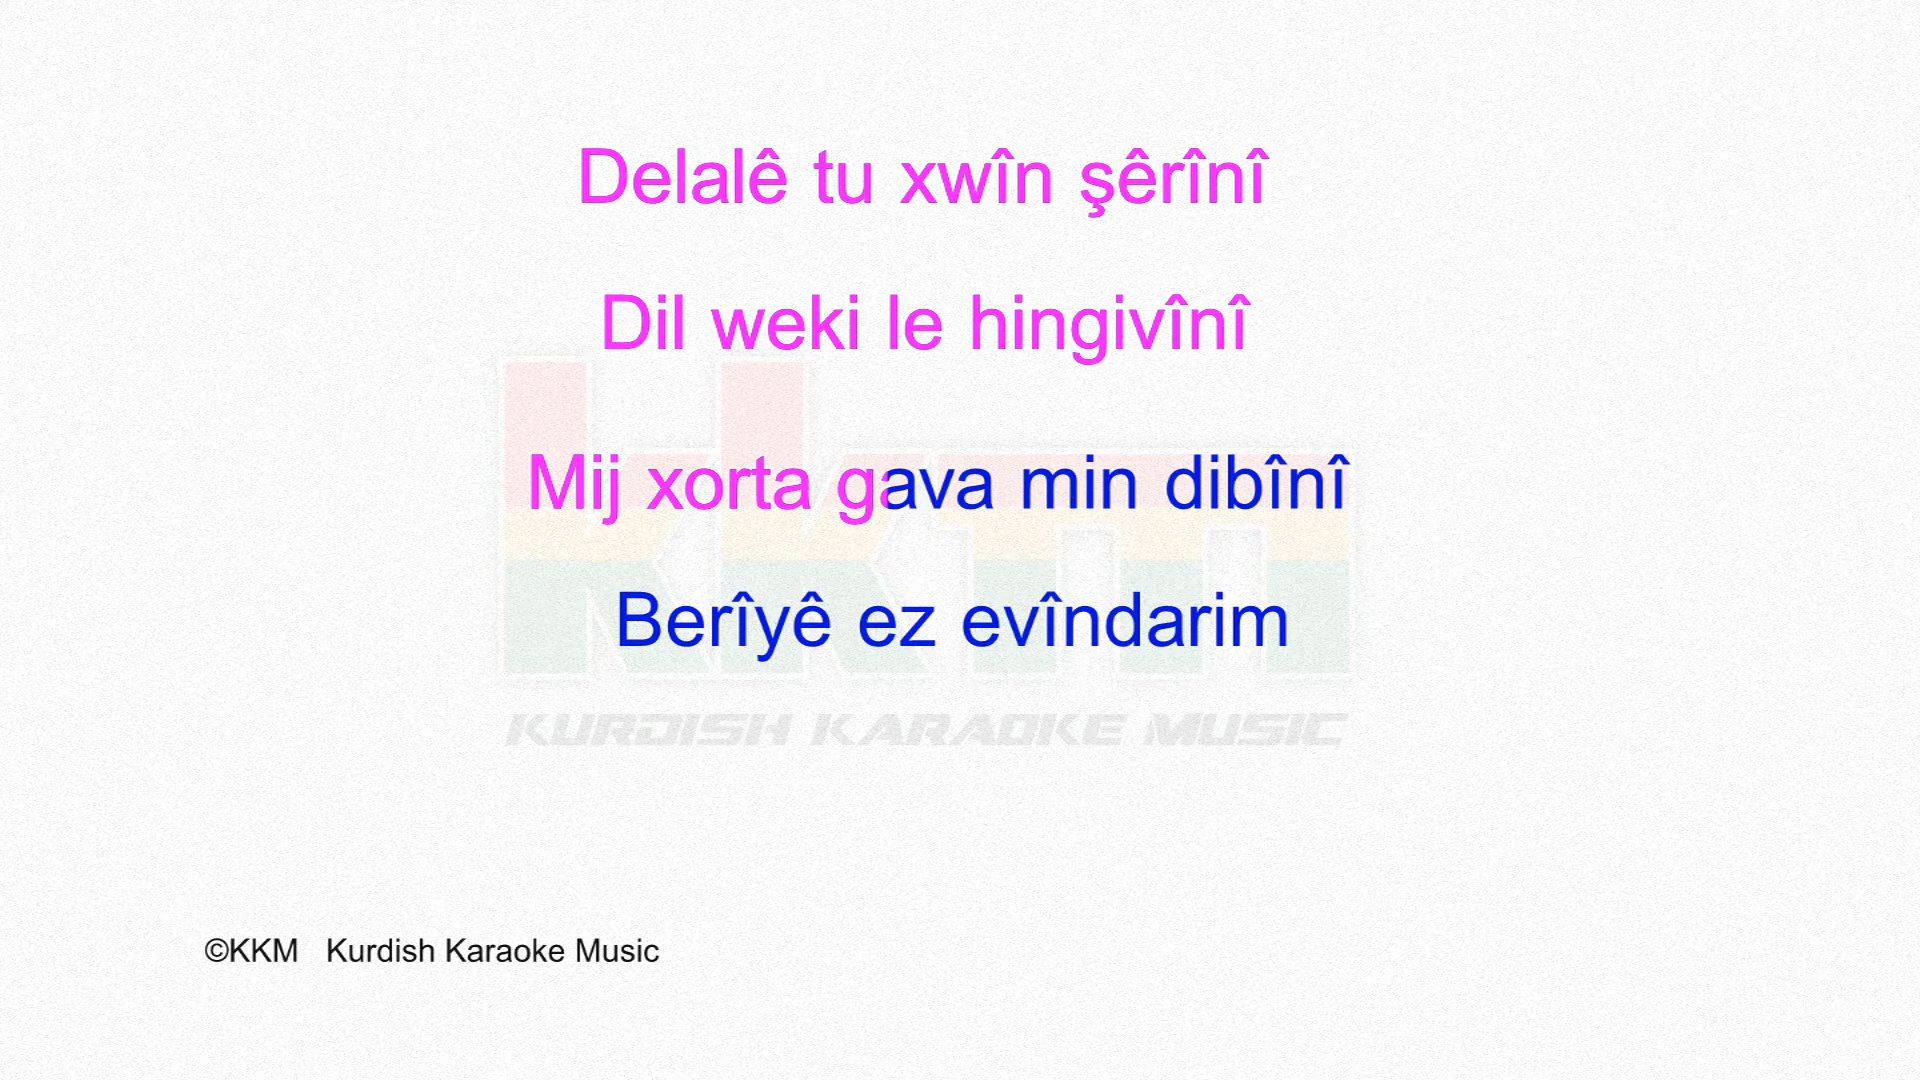 Delalê tu xwîn şêrînî
Dil weki le hingivînî
Mij xorta gava min dibînî
Berîyê ez evîndarim
kkm
KURDISH KARAOKE MUSIC
©KKM Kurdish Karaoke Music